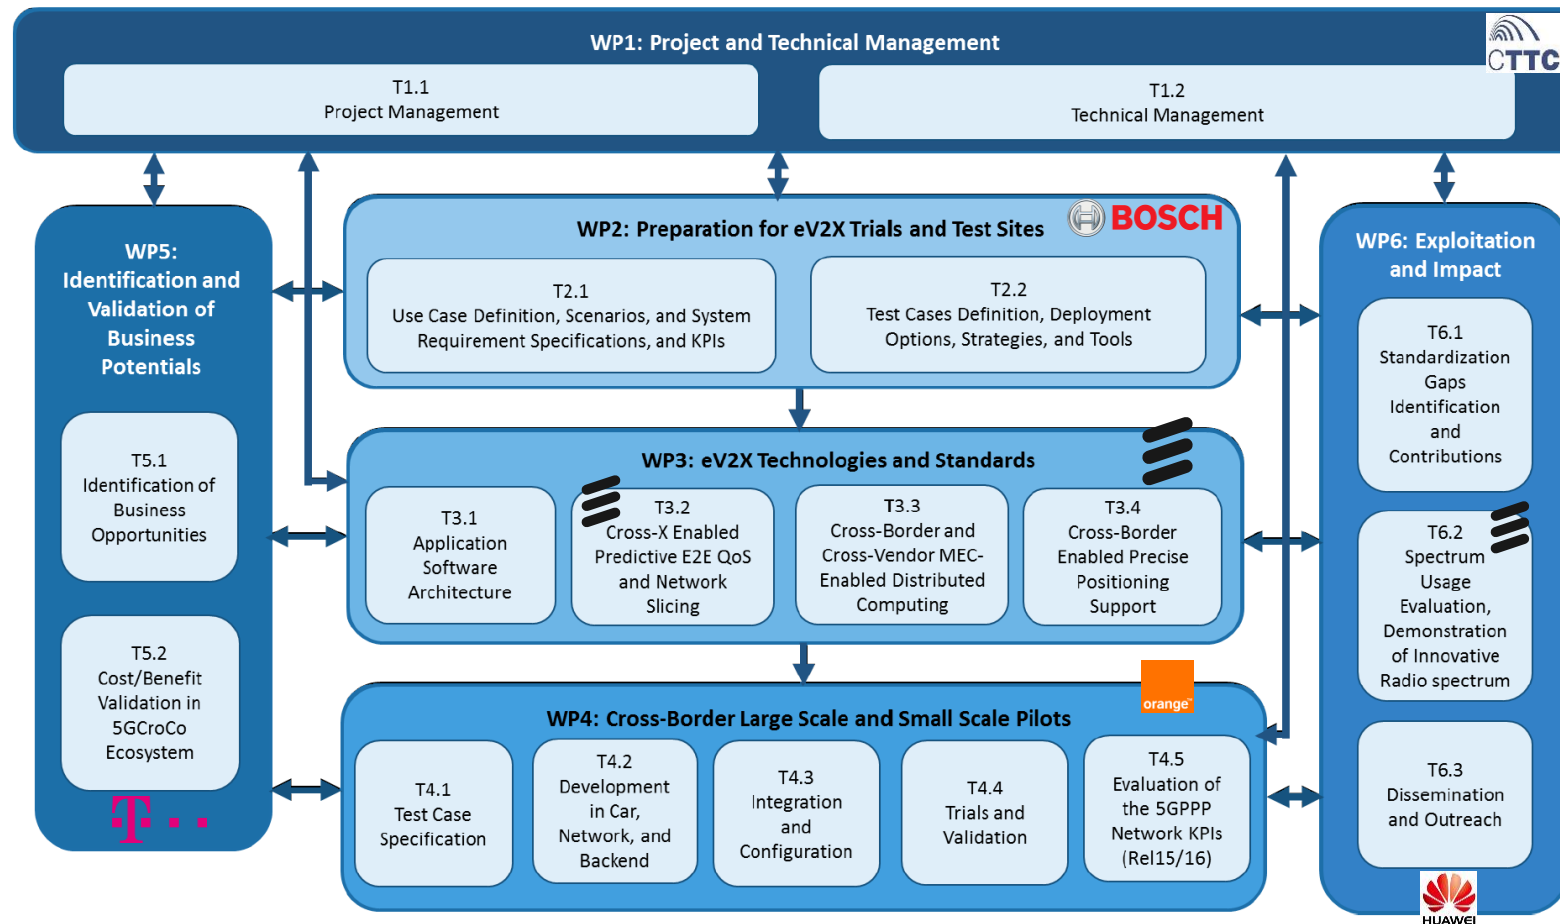 WP1: Project and Technical Management
CTTC
T1.1
Project Management
T1.2
Technical Management
WP2: Preparation for eV2X Trials and Test Sites
BOSCH
T2.1
Use Case Definition, Scenarios, and System
Requirement Specifications, and KPIs
T2.2
Test Cases Definition, Deployment
Options, Strategies, and Tools
WP5:
Identification and
Validation of
Business
Potentials
T5.1
Identification of
Business
Opportunities
T5.2
Cost/Benefit
Validation in
5GCroCo
Ecosystem
T
WP3: eV2X Technologies and Standards
T3.1
Application
Software
Architecture
T3.2
Cross-X Enabled
Predictive E2E QoS
and Network
Slicing
T3.3
Cross-Border and
Cross-Vendor MEC-
Enabled Distributed
Computing
T3.4
Cross-Border
Enabled Precise
Positioning
Support
WP4: Cross-Border Large Scale and Small Scale Pilots
orange™
T4.1
Test Case
Specification
T4.2
Development
in Car,
Network, and
Backend
T4.3
Integration
and
Configuration
T4.4
Trials and
Validation
T4.5
Evaluation of
the 5GPPP
Network KPIs
(Rel15/16)
WP6: Exploitation
and Impact
T6.1
Standardization
Gaps
Identification
and
Contributions
T6.2
Spectrum
Usage
Evaluation,
Demonstration
of Innovative
Radio spectrum
T6.3
Dissemination
and Outreach
HUAWEI